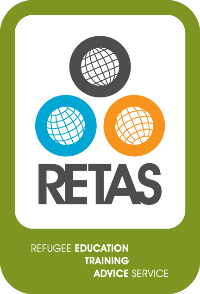 RETAS
REFUGEE EDUCATION
TRAINING
ADVICE SERVICE